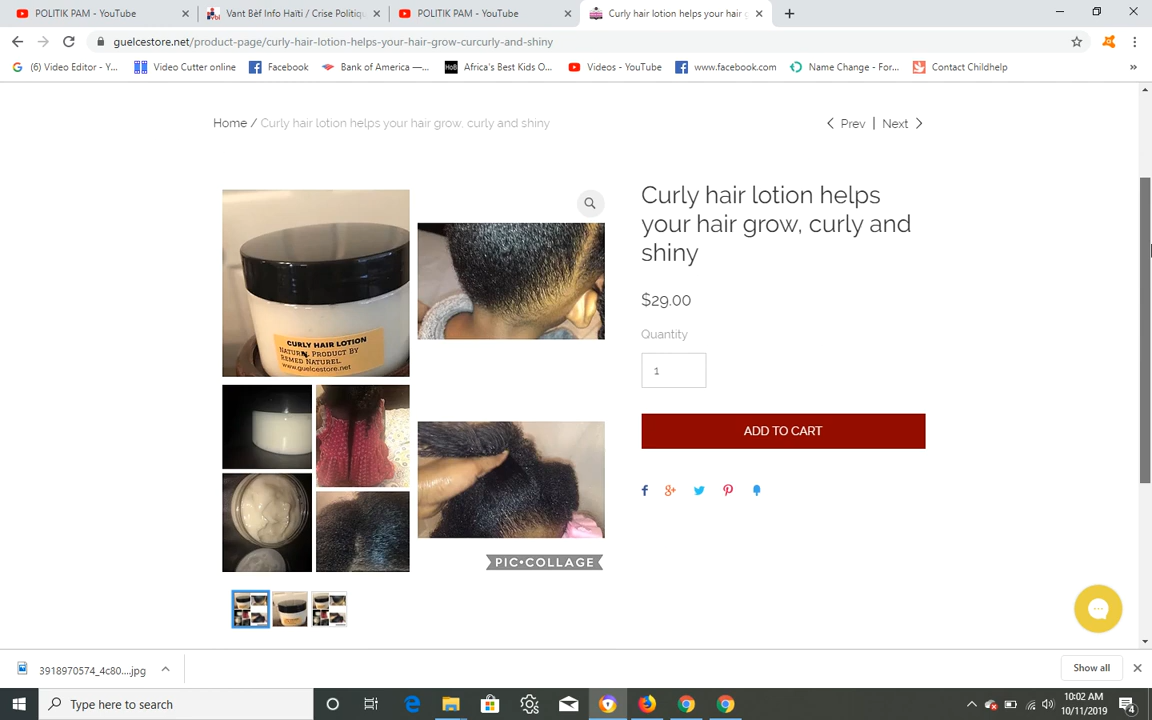 POLITIK PAM - YouTube
Vant Bèf Info Haïti / Crise Politiqu
POLITIK PAM - YouTube
Curly hair lotion helps your hair g
guelcestore.net/product-page/curly-hair-lotion-helps-your-hair-grow-curcurly-and-shiny
(6) Video Editor - Y...
Video Cutter online
Facebook
Bank of America —...
Africa's Best Kids O...
Videos - YouTube
www.facebook.com
Name Change - For...
Contact Childhelp
»
Home / Curly hair lotion helps your hair grow, curly and shiny
Prev | Next
CURLY HAIR LOTION
NATURAL PRODUCT BY
REMED NATUREL
www.guelcestore.net
PIC•COLLAGE
Curly hair lotion helps
your hair grow, curly and
shiny
$29.00
Quantity
1
ADD TO CART
3918970574_4c80....jpg
Show all
Type here to search
10:02 AM
10/11/2019
4